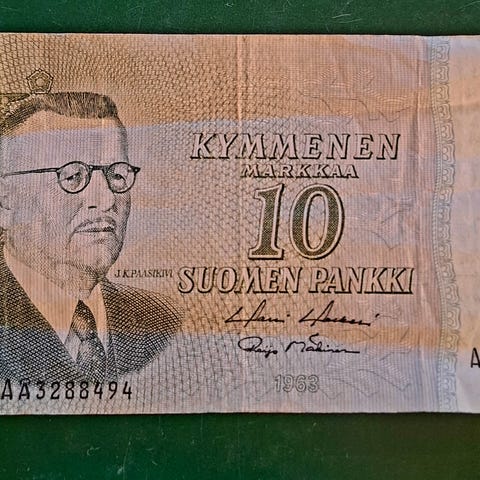 KYMMENEN
MARKKAA
10
J.K.PAASIKIVI
SUOMEN PANKKI
1963
AA3288494
A